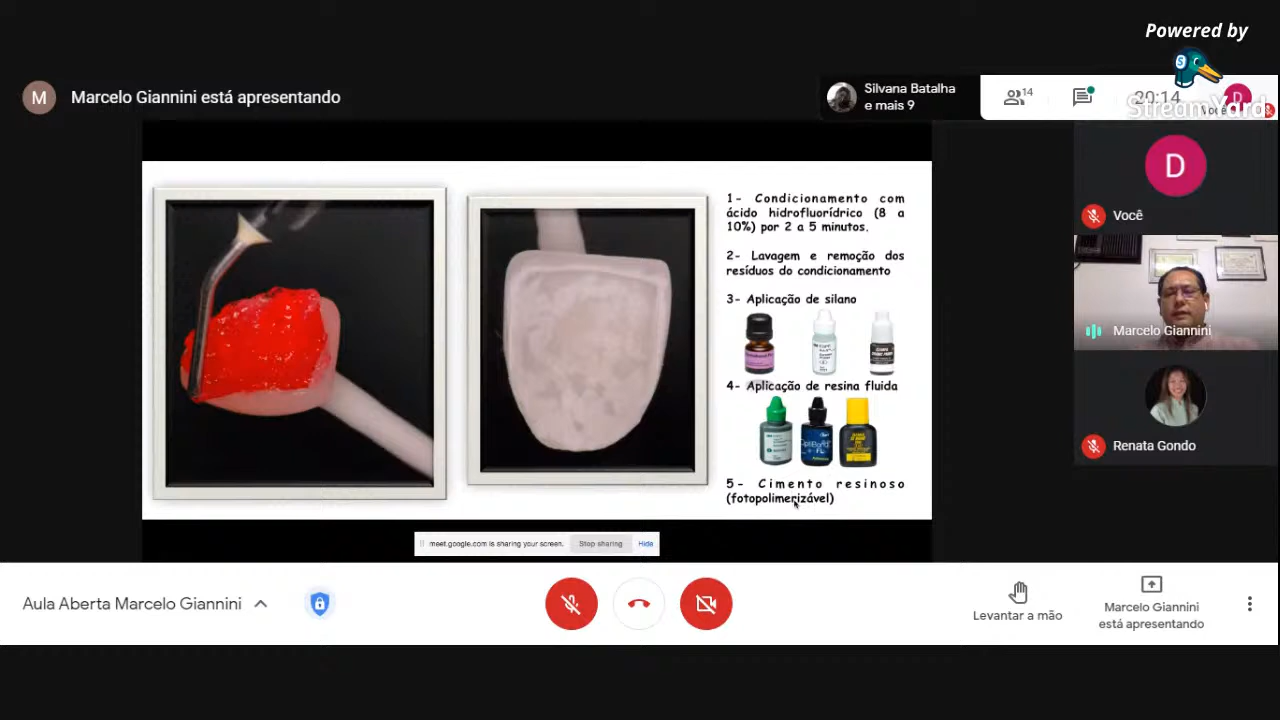 Powered by
StreamYard
M
Marcelo Giannini está apresentando
Silvana Batalha
e mais 9
14
20:14
D
Você
D
Você
Marcelo Giannini
Renata Gondo
1- Condicionamento com
ácido hidrofluorídrico (8 a
10%) por 2 a 5 minutos.
2- Lavagem e remoção dos
resíduos do condicionamento
3- Aplicação de silano
4- Aplicação de resina fluida
OptiBond
FL
5- Cimento resinoso
(fotopolimerizável)
meet.google.com is sharing your screen.
Stop sharing
Hide
Aula Aberta Marcelo Giannini
Levantar a mão
Marcelo Giannini
está apresentando